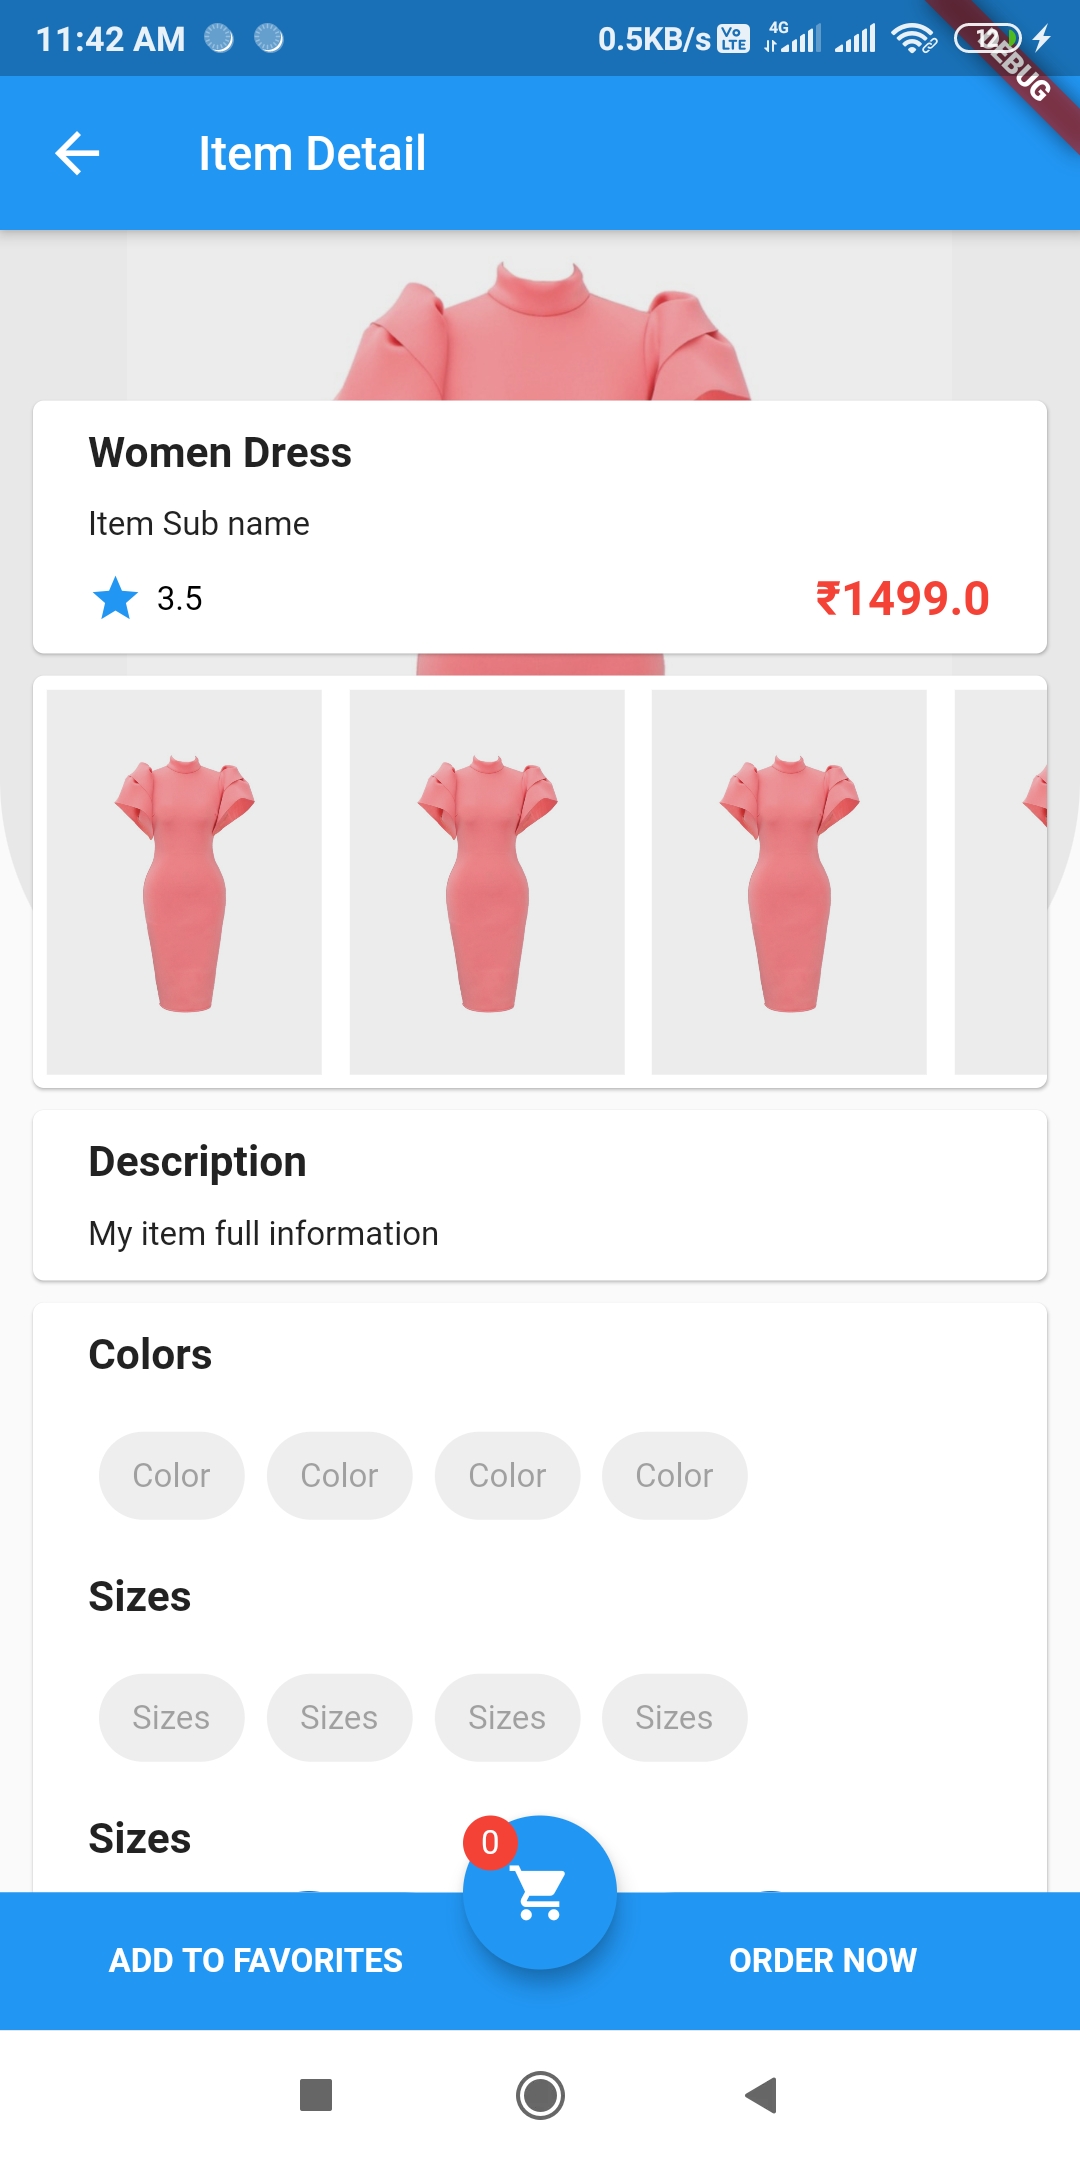 11:42 AM 0.5KB/s Vo LTE 4G 12
DEBUG
Item Detail
Women Dress
Item Sub name
3.5 ₹1499.0
Description
My item full information
Colors
Color Color Color Color
Sizes
Sizes Sizes Sizes Sizes
Sizes
0
ADD TO FAVORITES ORDER NOW